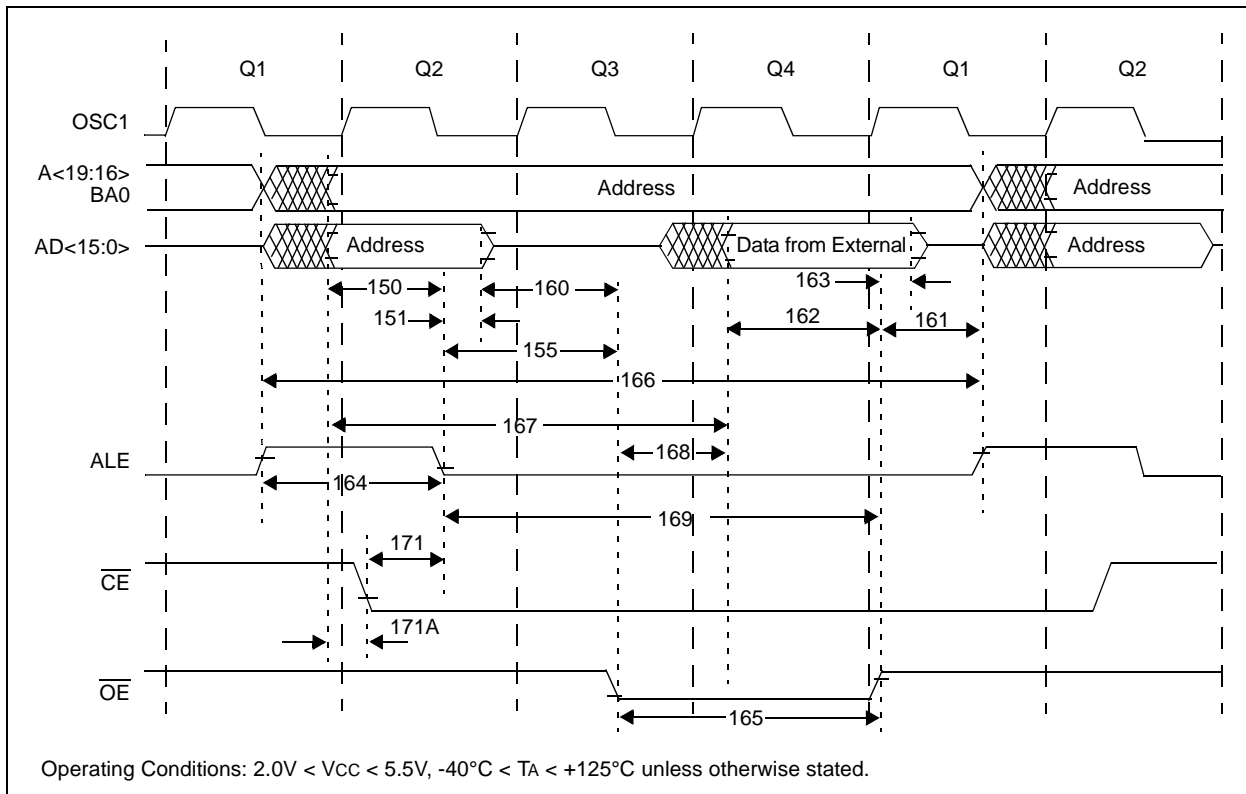 Q1 Q2 Q3 Q4 Q1 Q2
OSC1
A<19:16>
BA0
Address Address
AD<15:0>
Address Data from External Address
150 160 163
151 162 161
155
166
167
ALE
168
164
169
171
CE
171A
OE
165
Operating Conditions: 2.0V < VCC < 5.5V, -40°C < TA < +125°C unless otherwise stated.